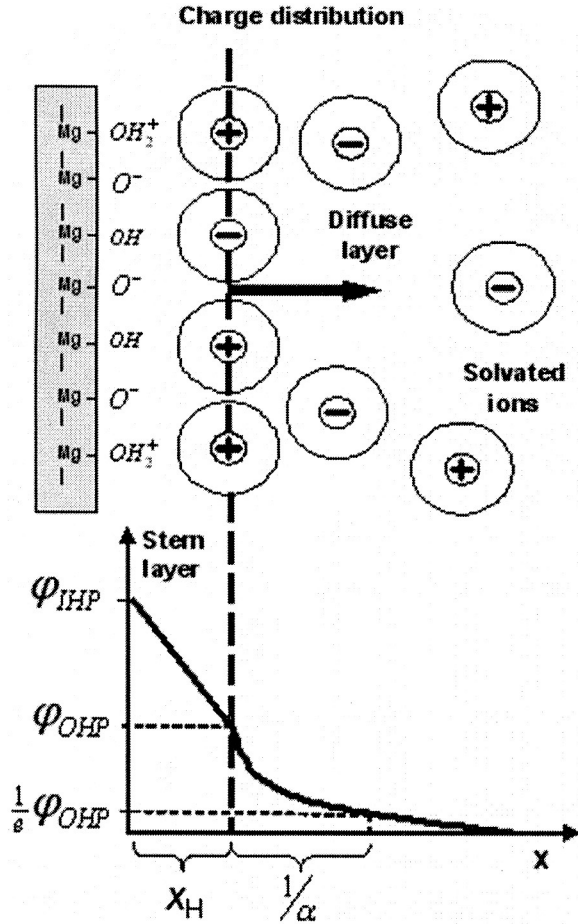 Charge distribution
Mg OH₂⁺
Mg O⁻
Mg OH
Mg O⁻
Mg OH
Mg O⁻
Mg OH₂⁺
+
−
+
+
−
−
+
−
+
Diffuse
layer
Solvated
ions
Stern
layer
φIHP
φOHP
1/e φOHP
x
xH
1/α